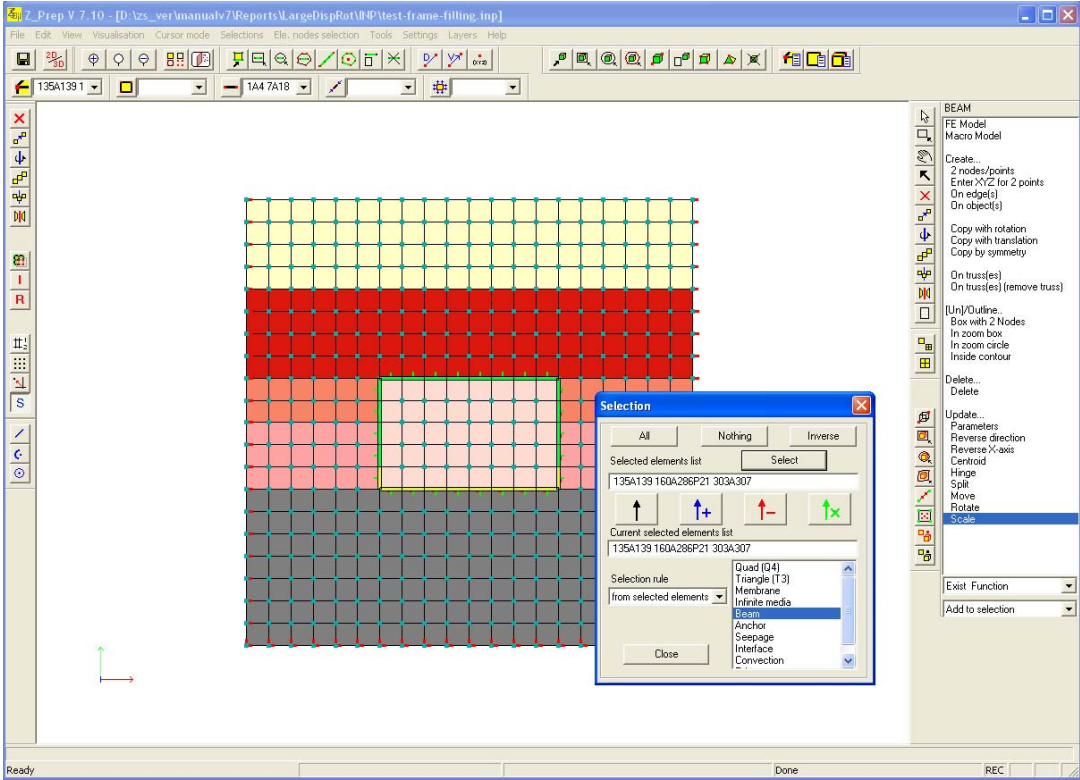 Z_Prep V 7.10 - [D:\zs_ver\manualv7\Reports\LargeDispRot\INP\test-frame-filling.inp]
File Edit View Visualisation Cursor mode Selections Ele. nodes selection Tools Settings Layers Help
2D/3D
(XYZ)
135A139 1
1A4 7A18
BEAM
FE Model
Macro Model
Create...
2 nodes/points
Enter XYZ for 2 points
On edge(s)
On object(s)
Copy with rotation
Copy with translation
Copy by symmetry
On truss(es)
On truss(es) (remove truss)
[Un]/Outline..
Box with 2 Nodes
In zoom box
In zoom circle
Inside contour
Delete...
Delete
Update...
Parameters
Reverse direction
Reverse X-axis
Centroid
Hinge
Split
Move
Rotate
Scale
Exist Function
Add to selection
I
R
S
Selection
All Nothing Inverse
Selected elements list Select
135A139 160A286P21 303A307
Current selected elements list
135A139 160A286P21 303A307
Selection rule
from selected elements
Quad (Q4)
Triangle (T3)
Membrane
Infinite media
Beam
Anchor
Seepage
Interface
Convection
Close
Ready Done REC